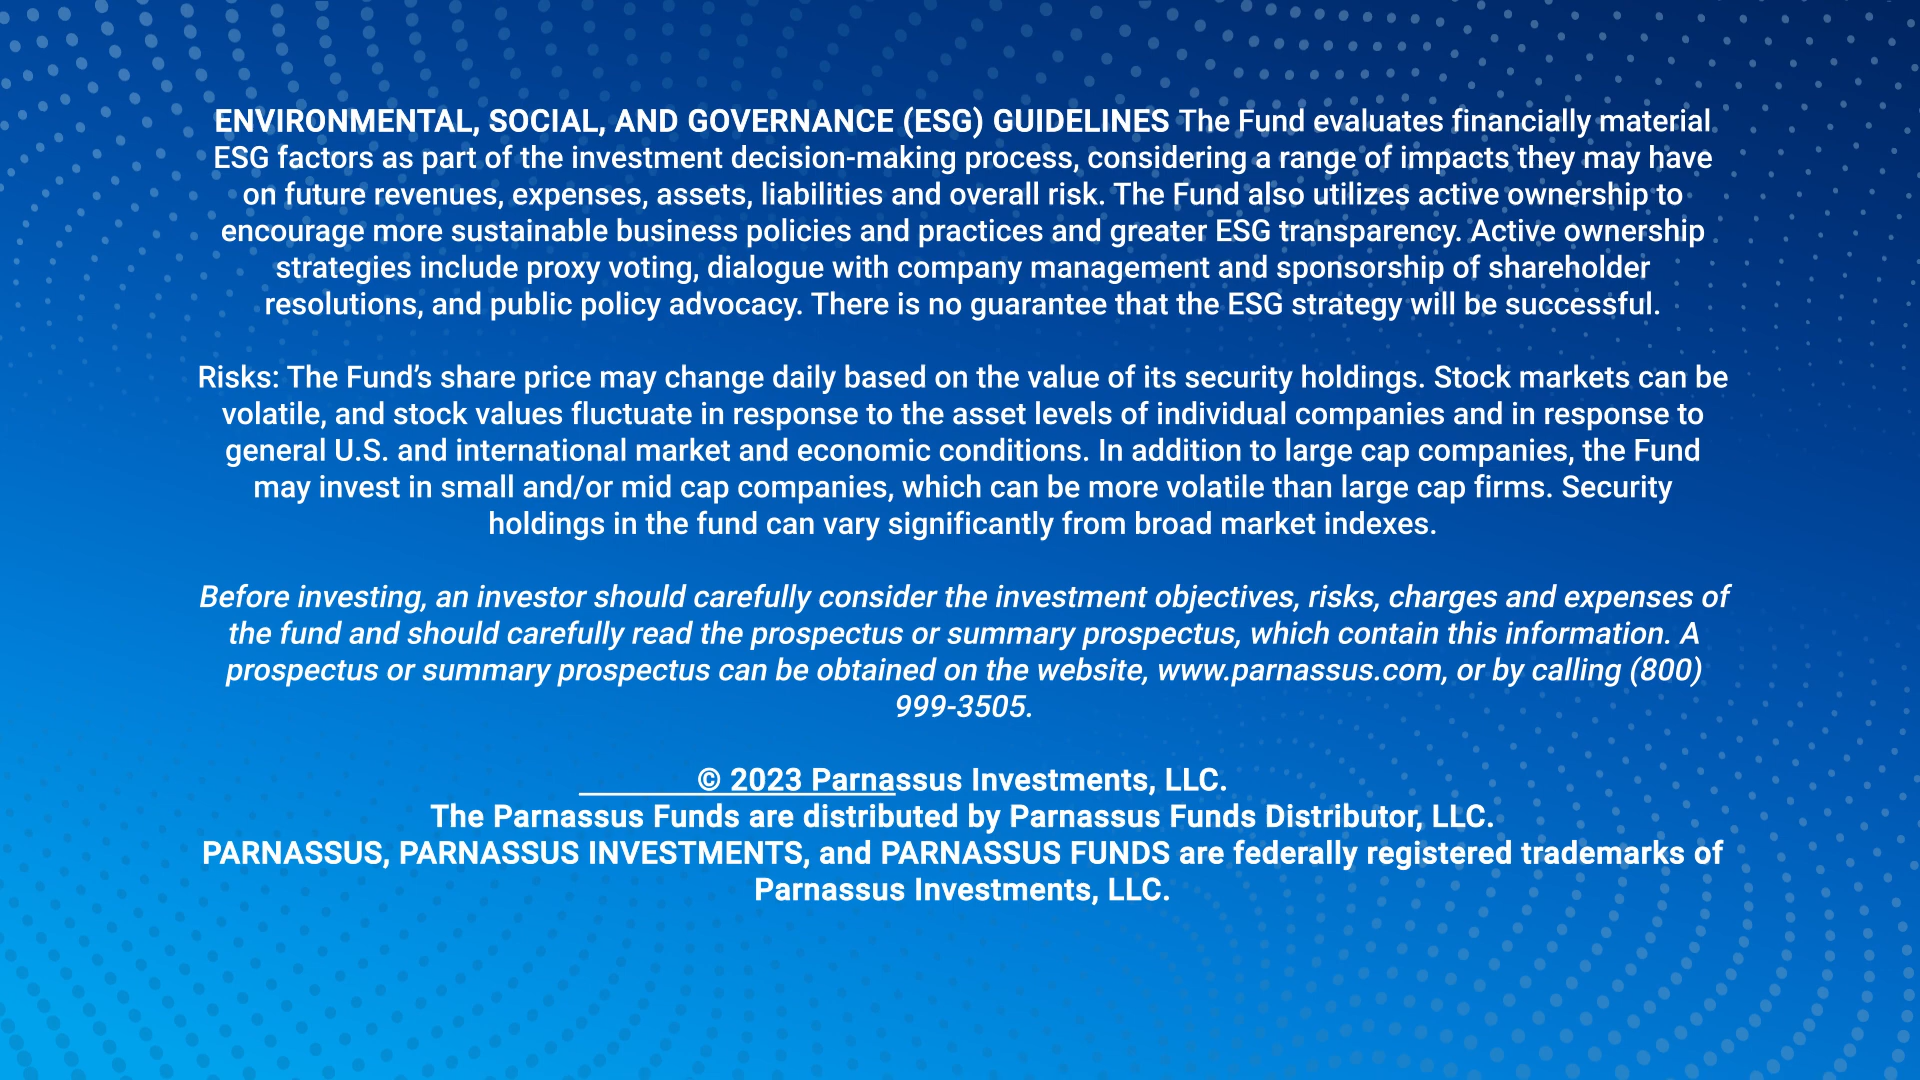 ENVIRONMENTAL, SOCIAL, AND GOVERNANCE (ESG) GUIDELINES The Fund evaluates financially material
ESG factors as part of the investment decision-making process, considering a range of impacts they may have
on future revenues, expenses, assets, liabilities and overall risk. The Fund also utilizes active ownership to
encourage more sustainable business policies and practices and greater ESG transparency. Active ownership
strategies include proxy voting, dialogue with company management and sponsorship of shareholder
resolutions, and public policy advocacy. There is no guarantee that the ESG strategy will be successful.
Risks: The Fund’s share price may change daily based on the value of its security holdings. Stock markets can be
volatile, and stock values fluctuate in response to the asset levels of individual companies and in response to
general U.S. and international market and economic conditions. In addition to large cap companies, the Fund
may invest in small and/or mid cap companies, which can be more volatile than large cap firms. Security
holdings in the fund can vary significantly from broad market indexes.
Before investing, an investor should carefully consider the investment objectives, risks, charges and expenses of
the fund and should carefully read the prospectus or summary prospectus, which contain this information. A
prospectus or summary prospectus can be obtained on the website, www.parnassus.com, or by calling (800)
999-3505.
© 2023 Parnassus Investments, LLC.
The Parnassus Funds are distributed by Parnassus Funds Distributor, LLC.
PARNASSUS, PARNASSUS INVESTMENTS, and PARNASSUS FUNDS are federally registered trademarks of
Parnassus Investments, LLC.